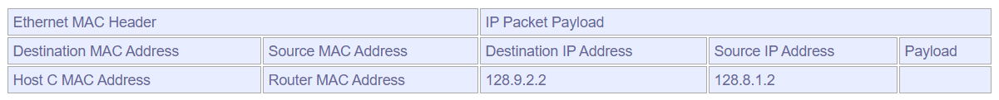 Ethernet MAC Header IP Packet Payload
Destination MAC Address Source MAC Address Destination IP Address Source IP Address Payload
Host C MAC Address Router MAC Address 128.9.2.2 128.8.1.2